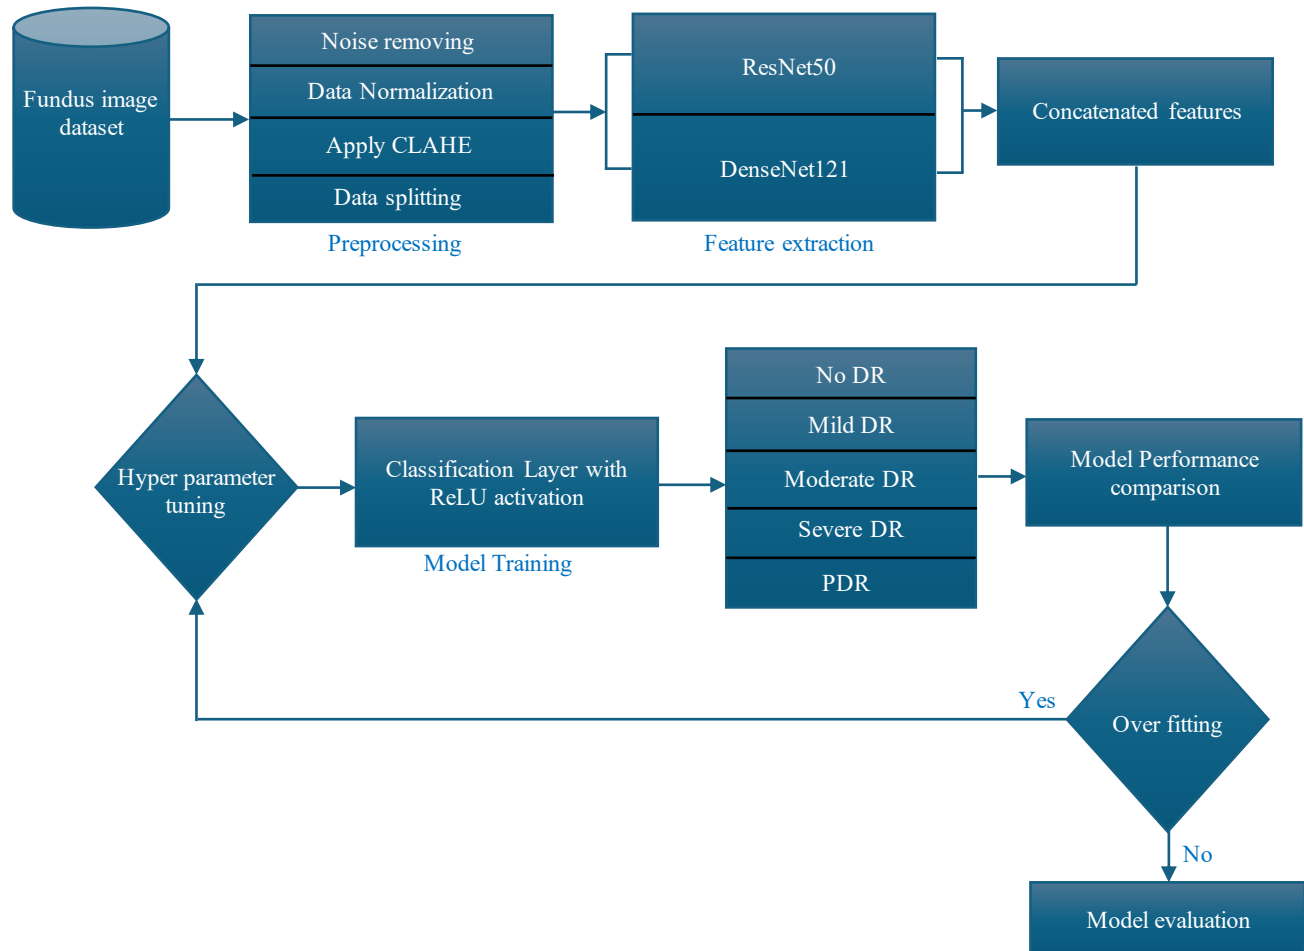 Fundus image
dataset
Noise removing
Data Normalization
Apply CLAHE
Data splitting
Preprocessing
ResNet50
DenseNet121
Feature extraction
Concatenated features
Hyper parameter
tuning
Classification Layer with
ReLU activation
Model Training
No DR
Mild DR
Moderate DR
Severe DR
PDR
Model Performance
comparison
Over fitting
Yes
No
Model evaluation